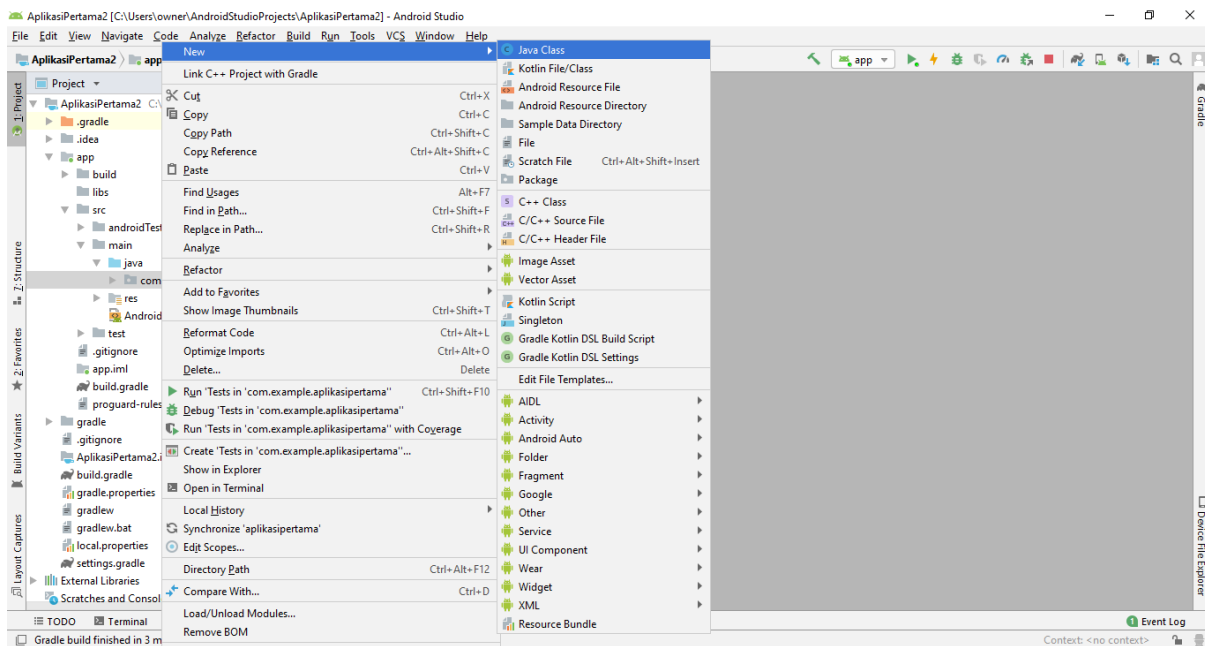 AplikasiPertama2 [C:\Users\owner\AndroidStudioProjects\AplikasiPertama2] - Android Studio
File Edit View Navigate Code Analyze Refactor Build Run Tools VCS Window Help
AplikasiPertama2 app
app
1: Project
7: Structure
2: Favorites
Build Variants
Layout Captures
Project
AplikasiPertama2 C:\
.gradle
.idea
app
build
libs
src
androidTest
main
java
com
res
Android
test
.gitignore
app.iml
build.gradle
proguard-rules
gradle
.gitignore
AplikasiPertama2.i
build.gradle
gradle.properties
gradlew
gradlew.bat
local.properties
settings.gradle
External Libraries
Scratches and Consol
New
Link C++ Project with Gradle
Cut Ctrl+X
Copy Ctrl+C
Copy Path Ctrl+Shift+C
Copy Reference Ctrl+Alt+Shift+C
Paste Ctrl+V
Find Usages Alt+F7
Find in Path... Ctrl+Shift+F
Replace in Path... Ctrl+Shift+R
Analyze
Refactor
Add to Favorites
Show Image Thumbnails Ctrl+Shift+T
Reformat Code Ctrl+Alt+L
Optimize Imports Ctrl+Alt+O
Delete... Delete
Run 'Tests in 'com.example.aplikasipertama'' Ctrl+Shift+F10
Debug 'Tests in 'com.example.aplikasipertama''
Run 'Tests in 'com.example.aplikasipertama'' with Coverage
Create 'Tests in 'com.example.aplikasipertama''...
Show in Explorer
Open in Terminal
Local History
Synchronize 'aplikasipertama'
Edit Scopes...
Directory Path Ctrl+Alt+F12
Compare With... Ctrl+D
Load/Unload Modules...
Remove BOM
Java Class
Kotlin File/Class
Android Resource File
Android Resource Directory
Sample Data Directory
File
Scratch File Ctrl+Alt+Shift+Insert
Package
C++ Class
C/C++ Source File
C/C++ Header File
Image Asset
Vector Asset
Kotlin Script
Singleton
Gradle Kotlin DSL Build Script
Gradle Kotlin DSL Settings
Edit File Templates...
AIDL
Activity
Android Auto
Folder
Fragment
Google
Other
Service
UI Component
Wear
Widget
XML
Resource Bundle
Gradle
Device File Explorer
TODO Terminal
1 Event Log
Gradle build finished in 3 m
Context: <no context>